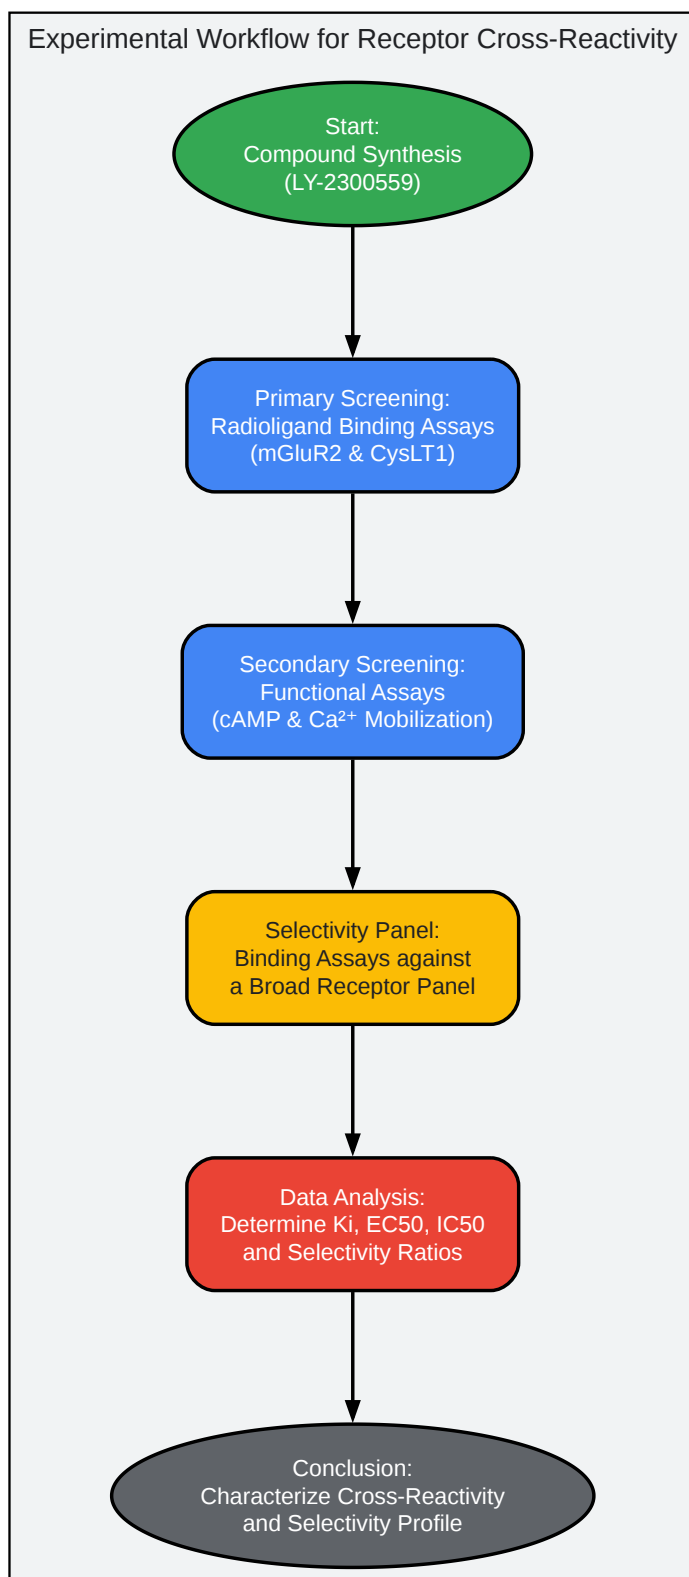 Experimental Workflow for Receptor Cross-Reactivity
Start:
Compound Synthesis
(LY-2300559)
Primary Screening:
Radioligand Binding Assays
(mGluR2 & CysLT1)
Secondary Screening:
Functional Assays
(cAMP & Ca²⁺ Mobilization)
Selectivity Panel:
Binding Assays against
a Broad Receptor Panel
Data Analysis:
Determine Ki, EC50, IC50
and Selectivity Ratios
Conclusion:
Characterize Cross-Reactivity
and Selectivity Profile